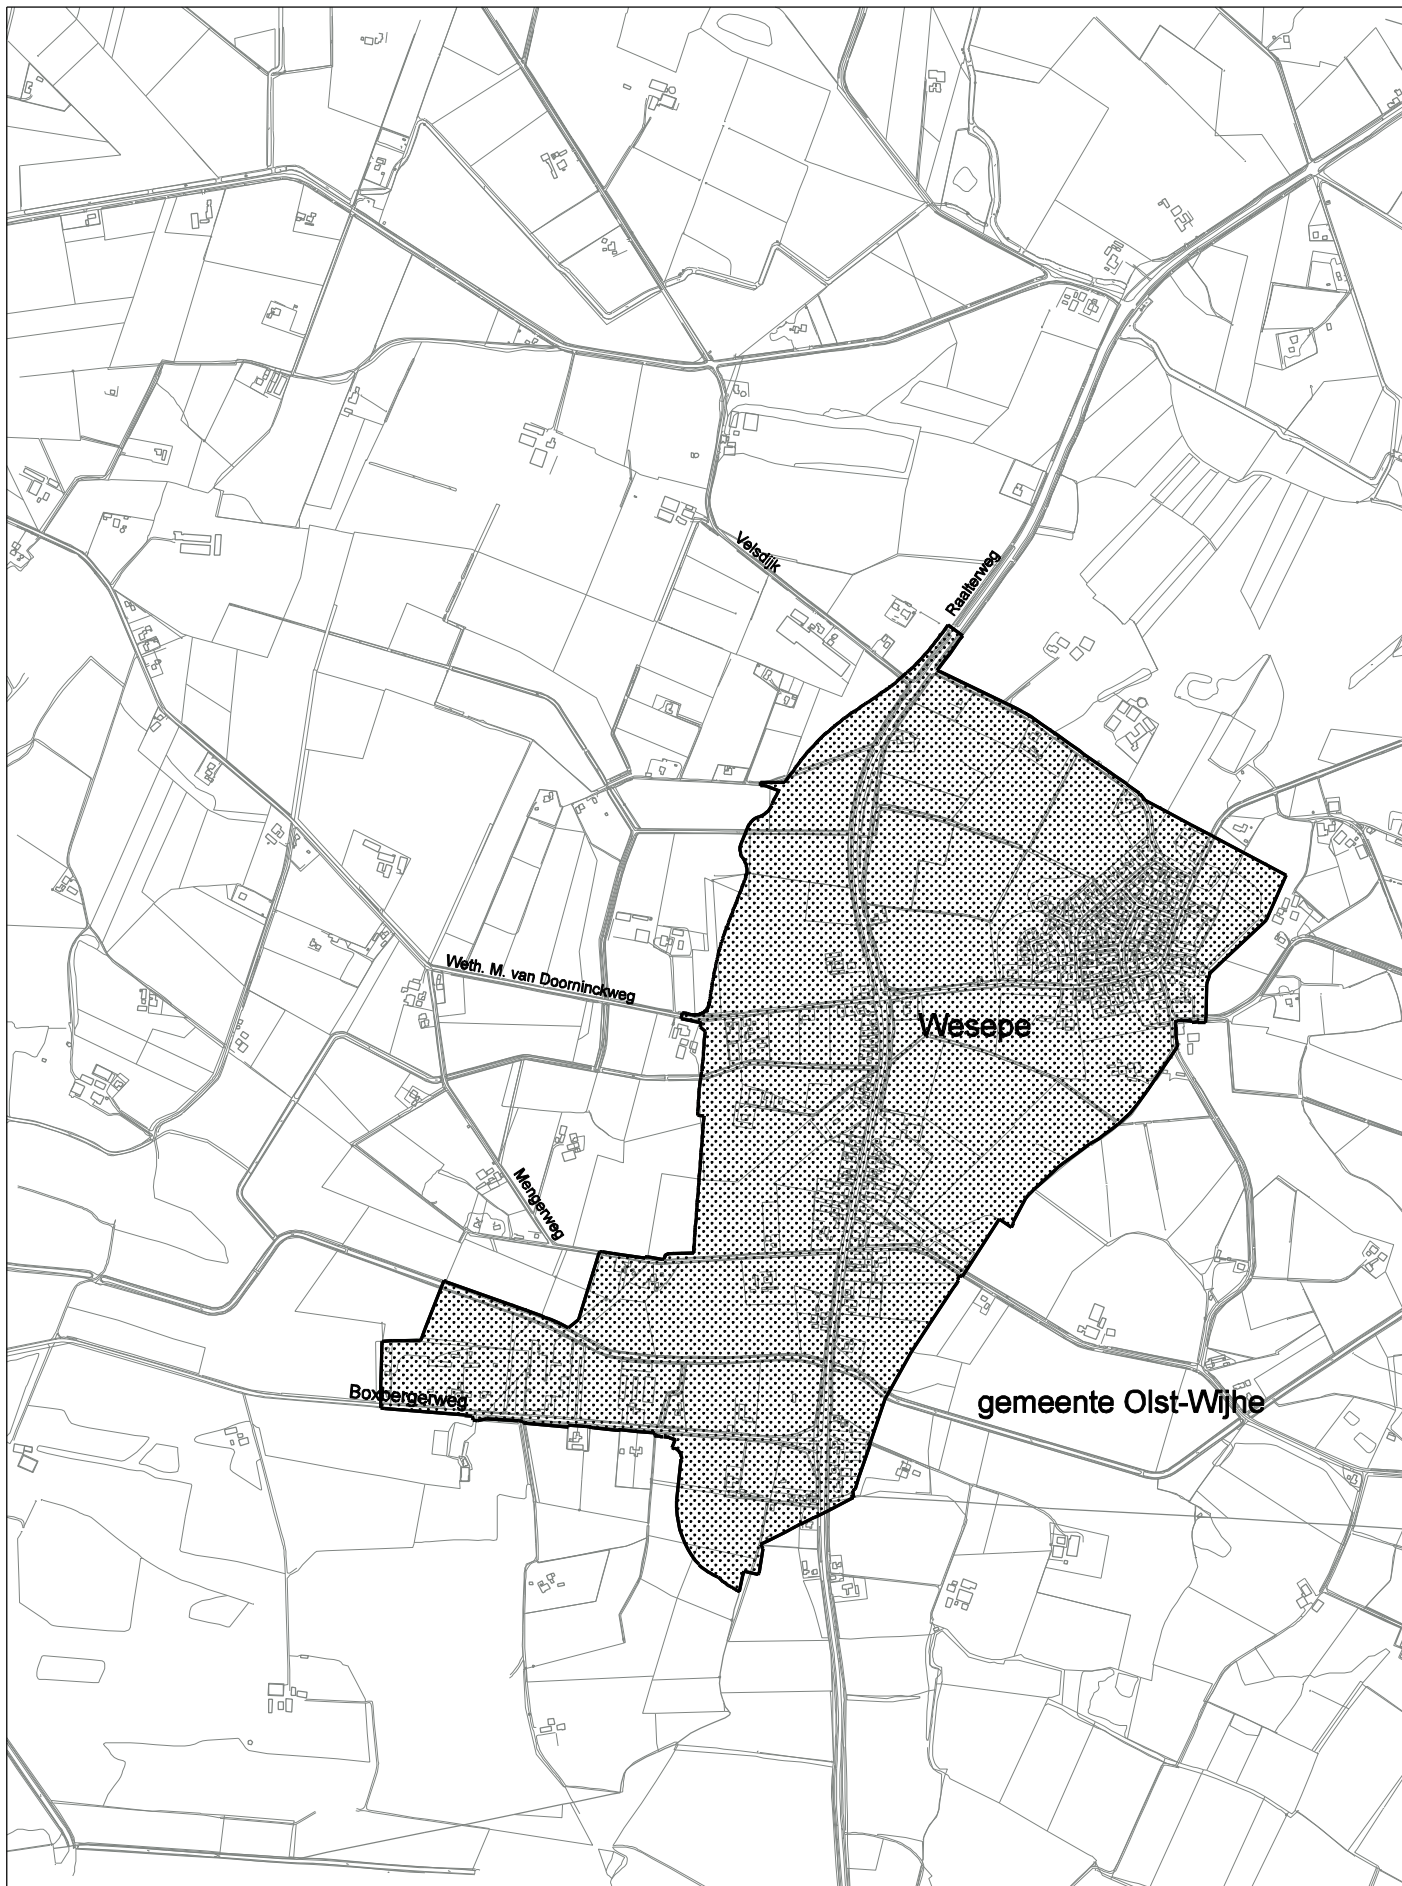 Velsdijk
Raalterweg
Weth. M. van Doorninckweg
Wesepe
Mengerweg
Boxbergerweg
gemeente Olst-Wijhe